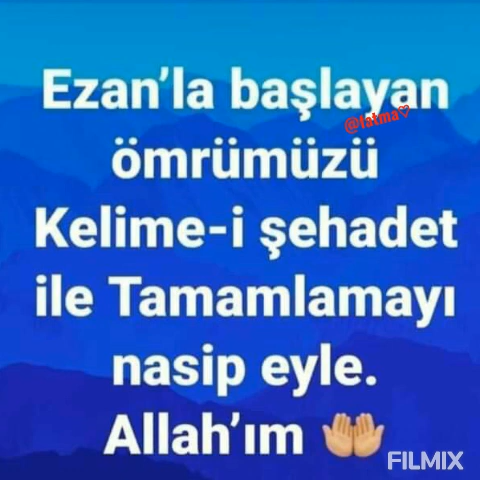 Ezan’la başlayan
@fatma♡
ömrümüzü
Kelime-i şehadet
ile Tamamlamayı
nasip eyle.
Allah’ım 🤲🏼
FILMIX